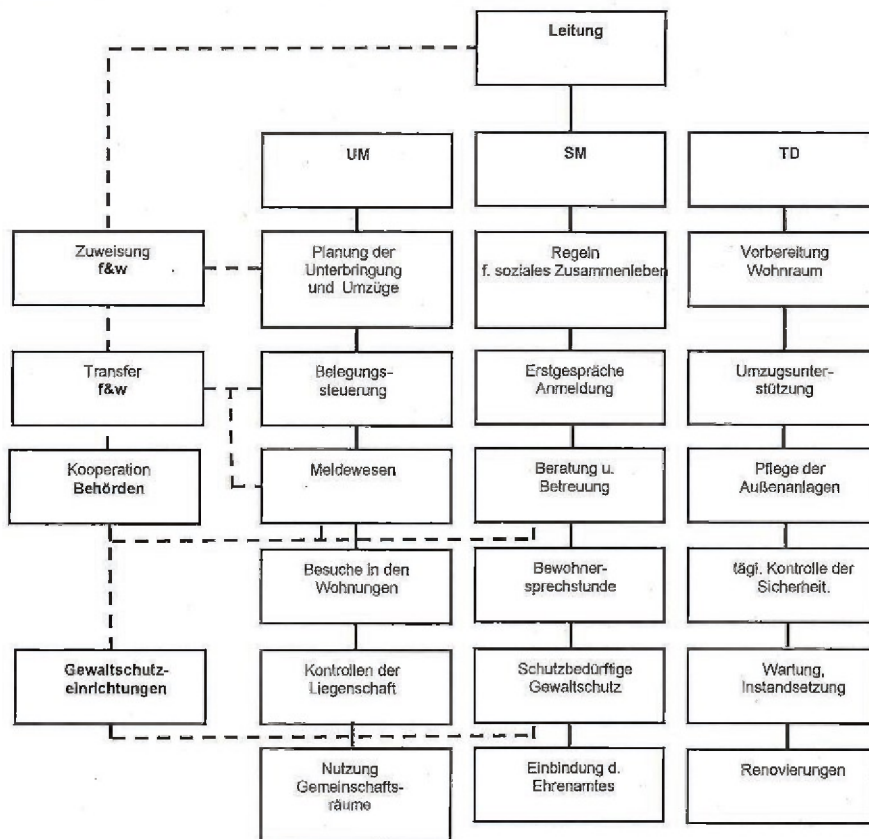 Leitung
UM
SM
TD
Zuweisung
f&w
Planung der
Unterbringung
und Umzüge
Regeln
f. soziales Zusammenleben
Vorbereitung
Wohnraum
Transfer
f&w
Belegungs-
steuerung
Erstgespräche
Anmeldung
Umzugsunter-
stützung
Kooperation
Behörden
Meldewesen
Beratung u.
Betreuung
Pflege der
Außenanlagen
Besuche in den
Wohnungen
Bewohner-
sprechstunde
tägl. Kontrolle der
Sicherheit.
Gewaltschutz-
einrichtungen
Kontrollen der
Liegenschaft
Schutzbedürftige
Gewaltschutz
Wartung,
Instandsetzung
Nutzung
Gemeinschafts-
räume
Einbindung d.
Ehrenamtes
Renovierungen